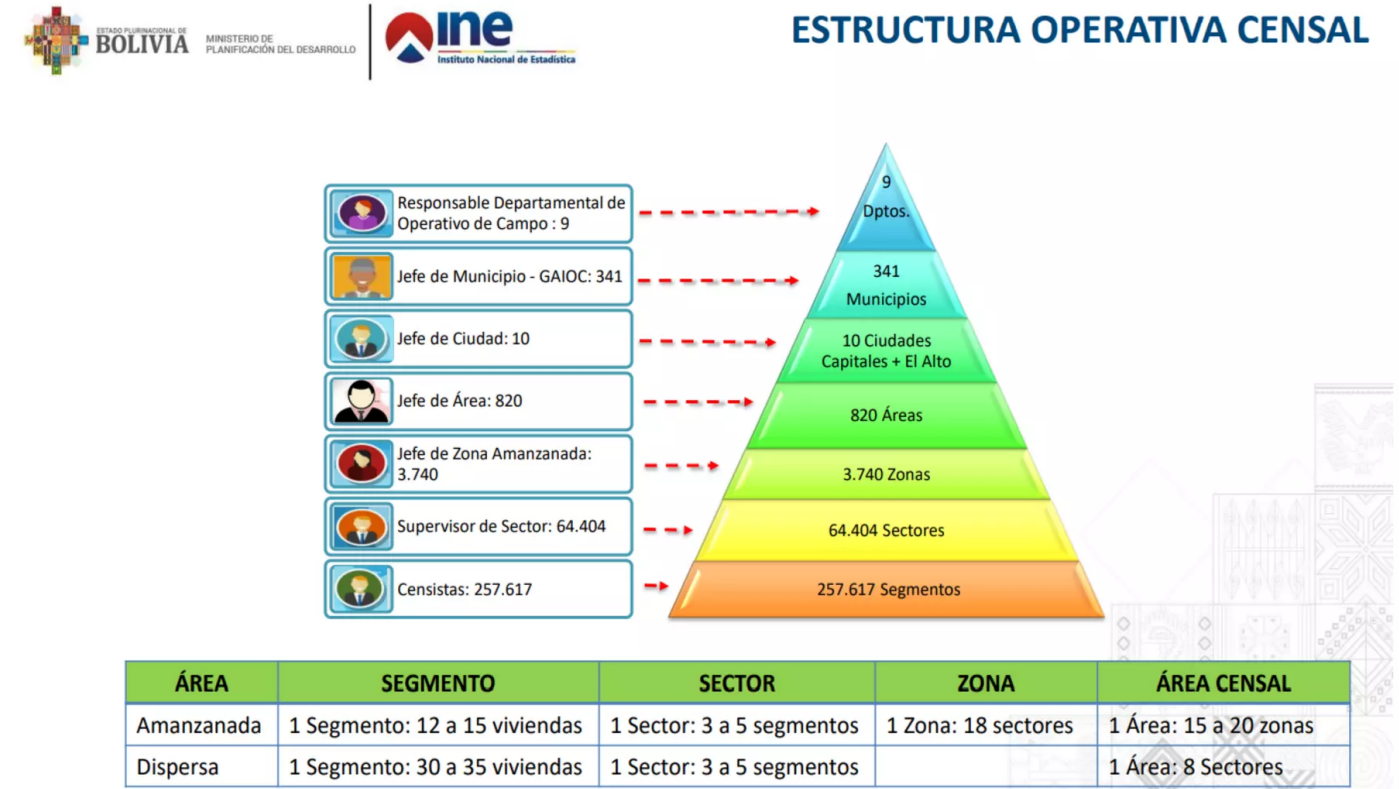 ESTADO PLURINACIONAL DE
BOLIVIA
MINISTERIO DE
PLANIFICACIÓN DEL DESARROLLO
ine
Instituto Nacional de Estadística
ESTRUCTURA OPERATIVA CENSAL
Responsable Departamental de
Operativo de Campo : 9
Jefe de Municipio - GAIOC: 341
Jefe de Ciudad: 10
Jefe de Área: 820
Jefe de Zona Amanzanada:
3.740
Supervisor de Sector: 64.404
Censistas: 257.617
9
Dptos.
341
Municipios
10 Ciudades
Capitales + El Alto
820 Áreas
3.740 Zonas
64.404 Sectores
257.617 Segmentos
ÁREA SEGMENTO SECTOR ZONA ÁREA CENSAL
Amanzanada 1 Segmento: 12 a 15 viviendas 1 Sector: 3 a 5 segmentos 1 Zona: 18 sectores 1 Área: 15 a 20 zonas
Dispersa 1 Segmento: 30 a 35 viviendas 1 Sector: 3 a 5 segmentos 1 Área: 8 Sectores